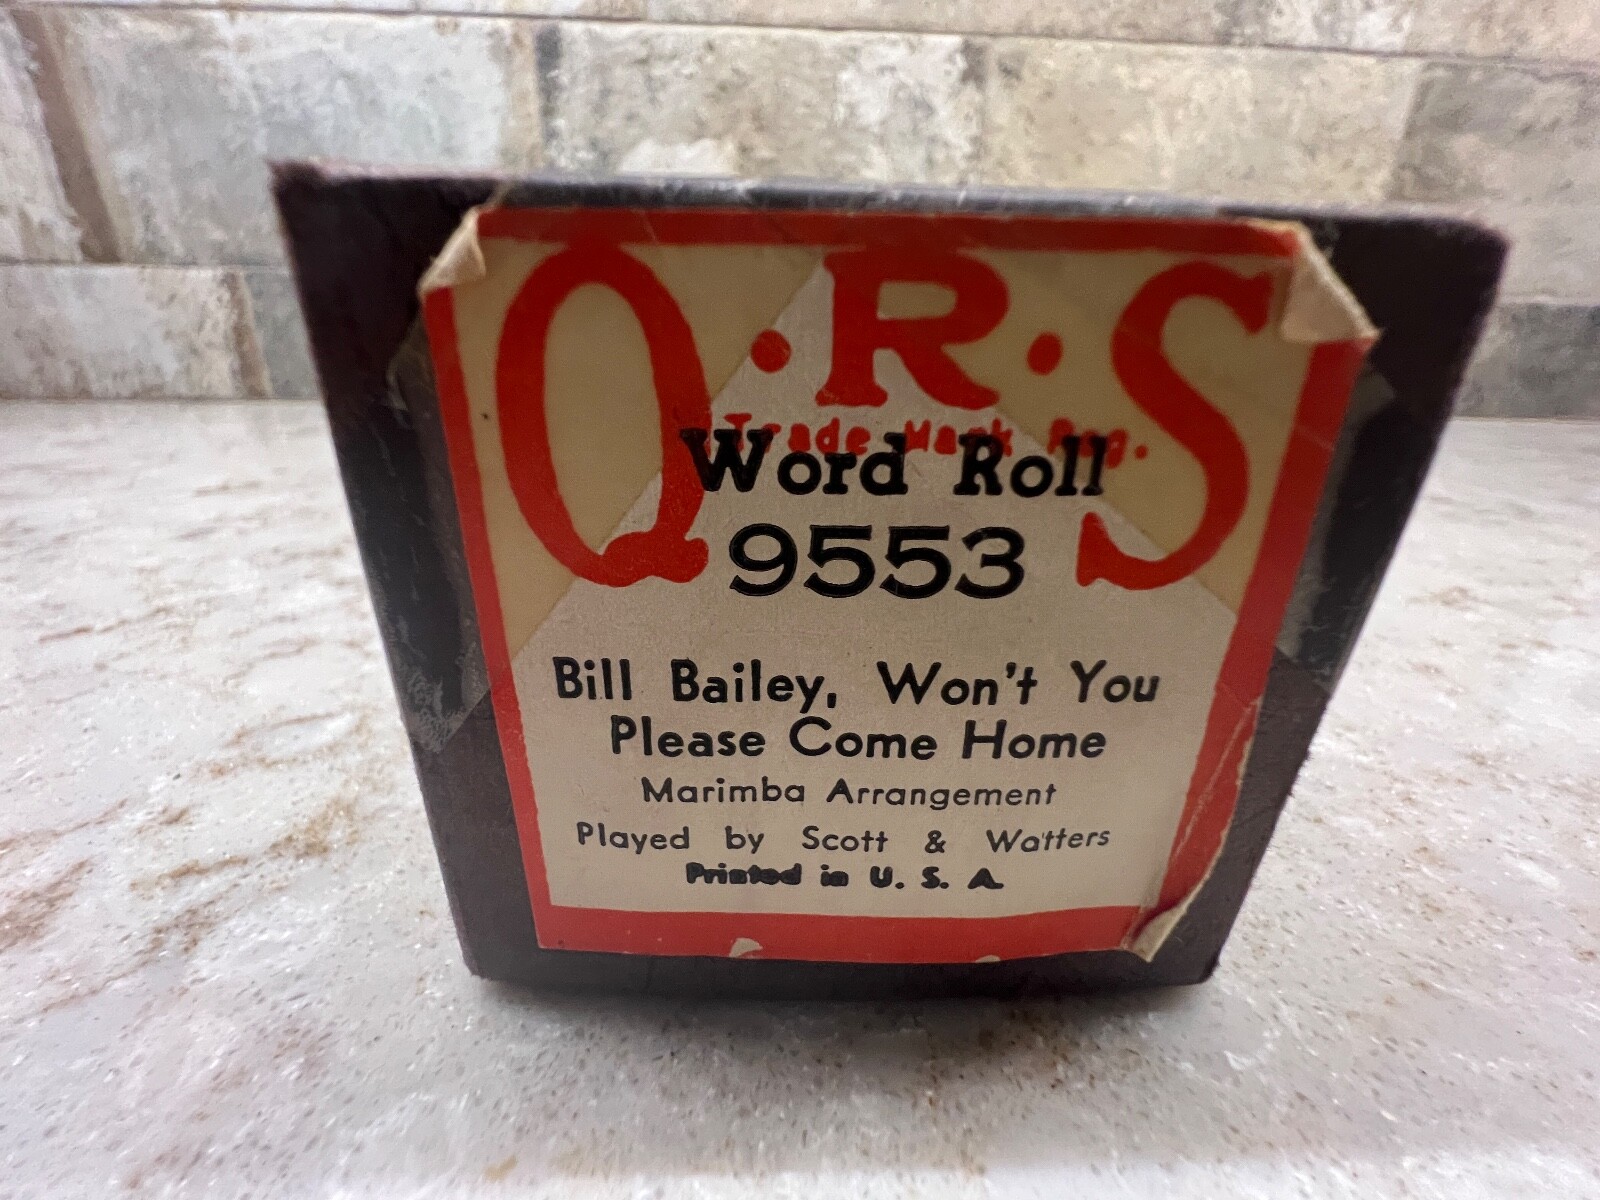 Q·R·S
Trade Mark Reg.
Word Roll
9553
Bill Bailey, Won't You
Please Come Home
Marimba Arrangement
Played by Scott & Watters
Printed in U. S. A.